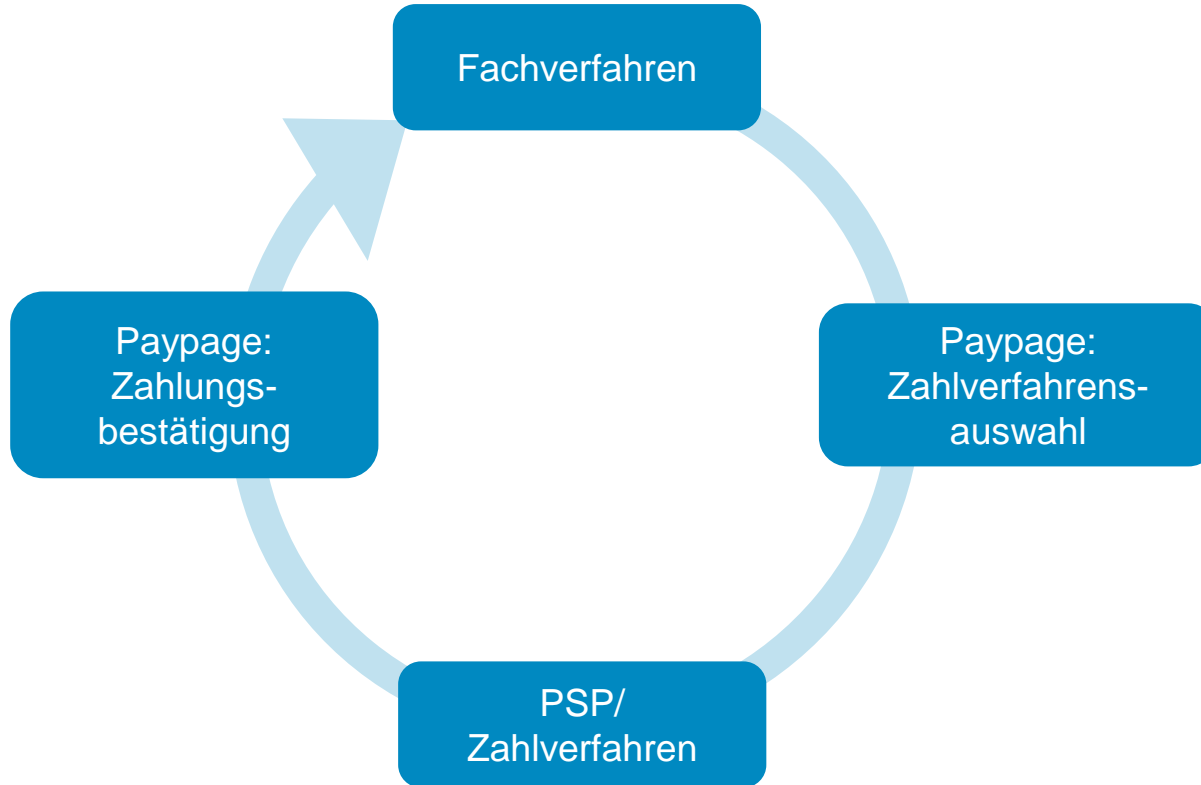 Fachverfahren
Paypage:
Zahlungs-
bestätigung
Paypage:
Zahlverfahrens-
auswahl
PSP/
Zahlverfahren